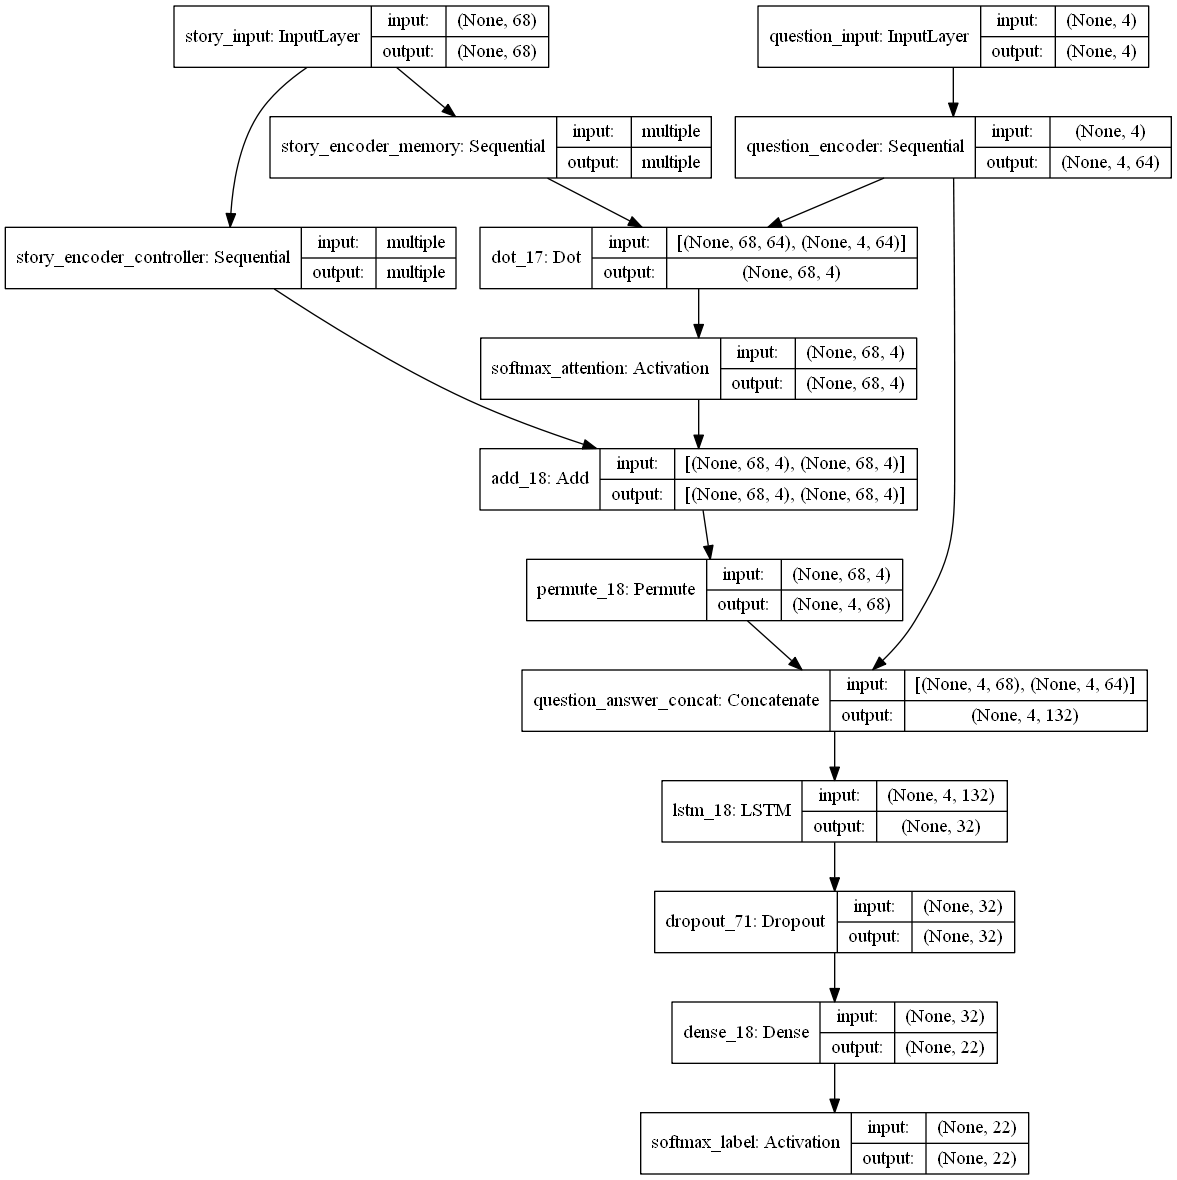 story_input: InputLayer
input:
(None, 68)
output:
(None, 68)
question_input: InputLayer
input:
(None, 4)
output:
(None, 4)
story_encoder_memory: Sequential
input:
multiple
output:
multiple
question_encoder: Sequential
input:
(None, 4)
output:
(None, 4, 64)
story_encoder_controller: Sequential
input:
multiple
output:
multiple
dot_17: Dot
input:
[(None, 68, 64), (None, 4, 64)]
output:
(None, 68, 4)
softmax_attention: Activation
input:
(None, 68, 4)
output:
(None, 68, 4)
add_18: Add
input:
[(None, 68, 4), (None, 68, 4)]
output:
[(None, 68, 4), (None, 68, 4)]
permute_18: Permute
input:
(None, 68, 4)
output:
(None, 4, 68)
question_answer_concat: Concatenate
input:
[(None, 4, 68), (None, 4, 64)]
output:
(None, 4, 132)
lstm_18: LSTM
input:
(None, 4, 132)
output:
(None, 32)
dropout_71: Dropout
input:
(None, 32)
output:
(None, 32)
dense_18: Dense
input:
(None, 32)
output:
(None, 22)
softmax_label: Activation
input:
(None, 22)
output:
(None, 22)